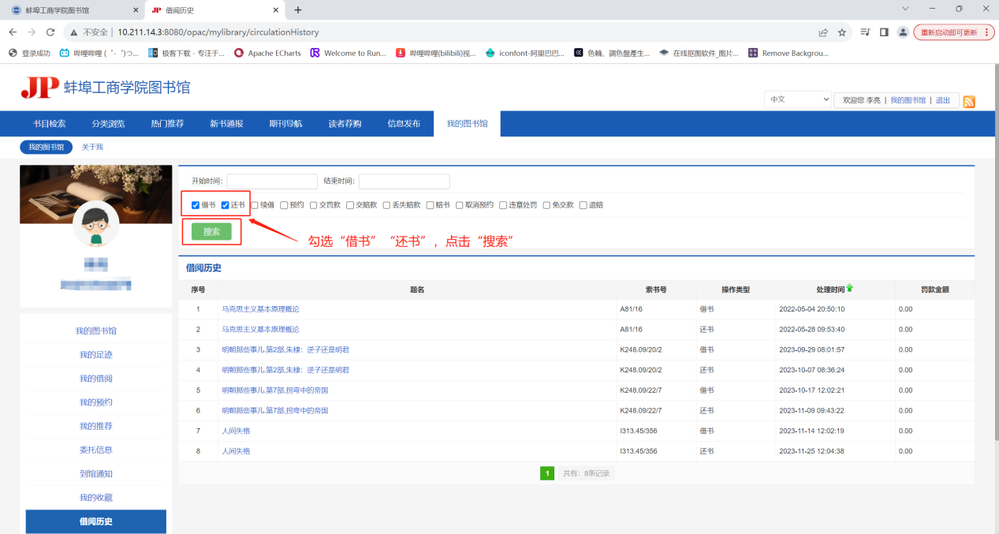 蚌埠工商学院图书馆
借阅历史
不安全 | 10.211.14.3:8080/opac/mylibrary/circulationHistory
重新启动即可更新
登录成功 哔哩哔哩 (゜-゜)つ... 极客下载 - 专注于... Apache ECharts Welcome to Run... 哔哩哔哩(bilibili)视... iconfont-阿里巴巴... 色輪、調色盤產生... 在线抠图软件_图片... Remove Backgrou...
JP 蚌埠工商学院图书馆
中文 欢迎您 李亮 | 我的图书馆 | 退出
书目检索 分类浏览 热门推荐 新书通报 期刊导航 读者荐购 信息发布 我的图书馆
我的图书馆 关于我
开始时间: 结束时间:
借书 还书 续借 预约 交罚款 交赔款 丢失赔款 赔书 取消预约 违章处罚 免交款 退赔
搜索
勾选“借书”“还书”，点击“搜索”
借阅历史
序号 题名 索书号 操作类型 处理时间 罚款金额
1 马克思主义基本原理概论 A81/16 借书 2022-05-04 20:50:10 0.00
2 马克思主义基本原理概论 A81/16 还书 2022-05-28 09:53:40 0.00
3 明朝那些事儿.第2部,朱棣：逆子还是明君 K248.09/20/2 借书 2023-09-29 08:01:57 0.00
4 明朝那些事儿.第2部,朱棣：逆子还是明君 K248.09/20/2 还书 2023-10-07 08:36:24 0.00
5 明朝那些事儿.第7部,拐弯中的帝国 K248.09/22/7 借书 2023-10-17 12:02:21 0.00
6 明朝那些事儿.第7部,拐弯中的帝国 K248.09/22/7 还书 2023-11-09 09:43:22 0.00
7 人间失格 I313.45/356 借书 2023-11-14 12:02:19 0.00
8 人间失格 I313.45/356 还书 2023-11-25 12:04:38 0.00
1 共有：8条记录
我的图书馆
我的足迹
我的借阅
我的预约
我的推荐
委托信息
到馆通知
我的收藏
借阅历史